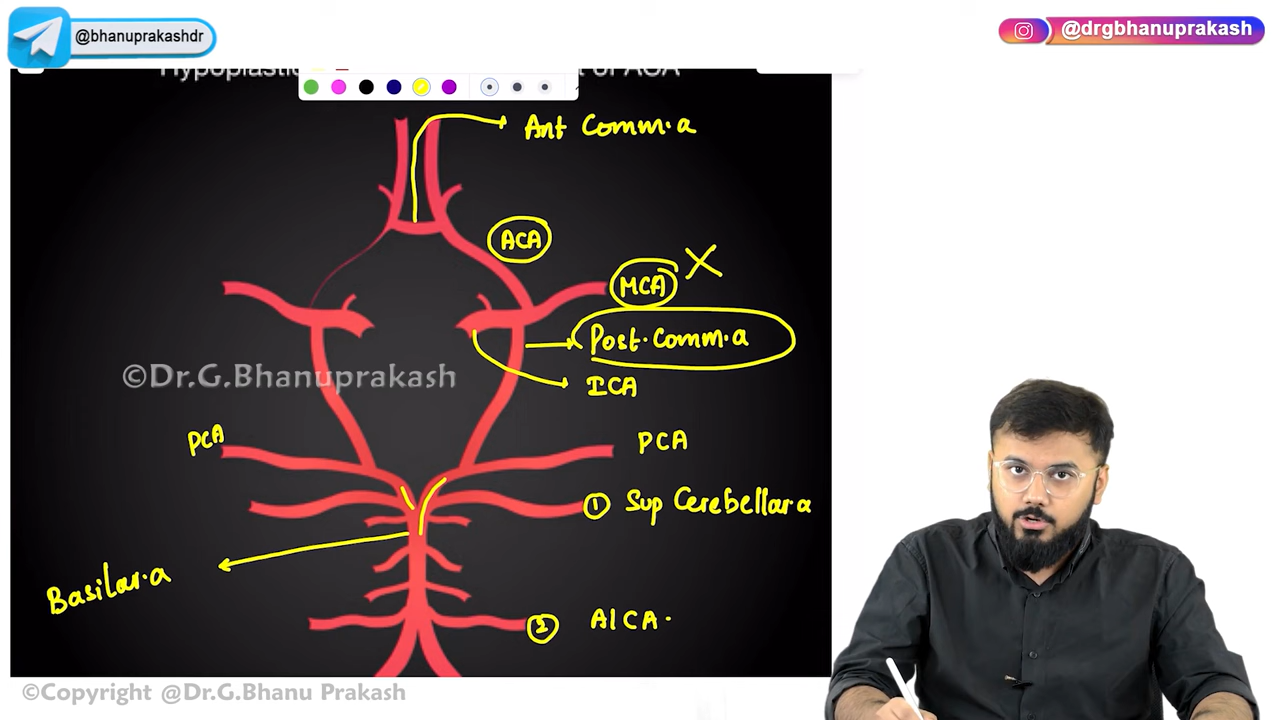 @bhanuprakashdr
@drgbhanuprakash
Ant Comm.a
ACA
MCA
Post.Comm.a
©Dr.G.Bhanuprakash
ICA
PCA
PCA
1 Sup Cerebellar.a
Basilar.a
2 AICA.
©Copyright @Dr.G.Bhanu Prakash